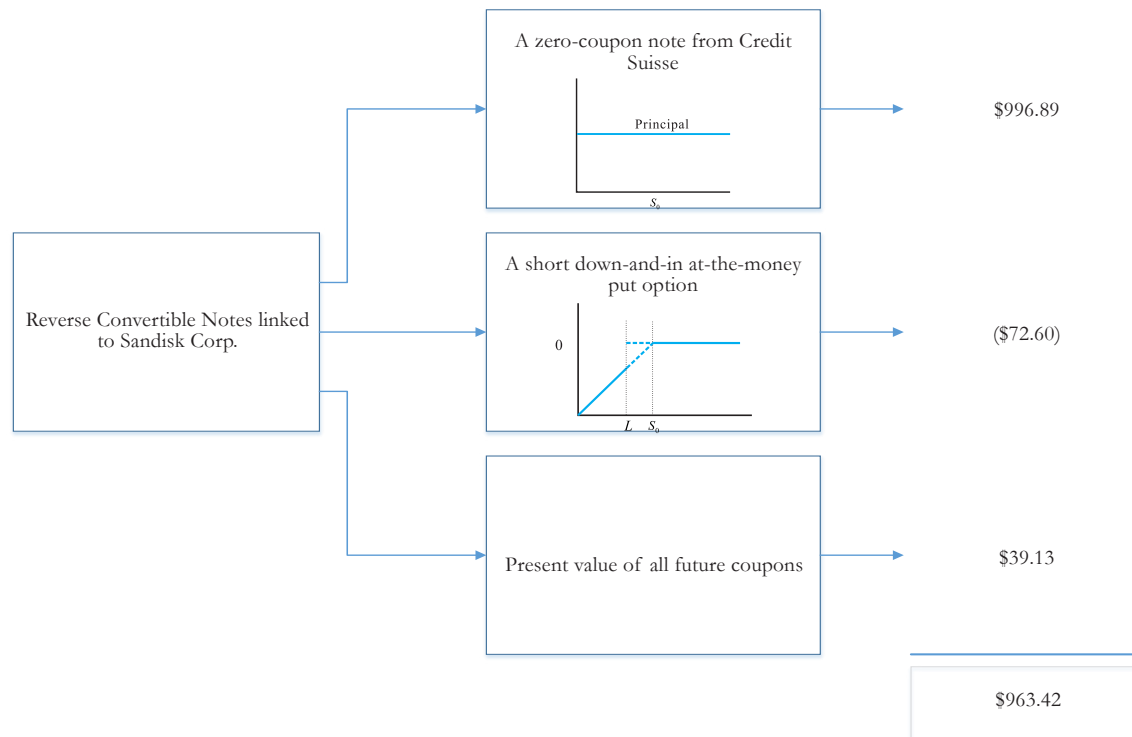 A zero-coupon note from Credit
Suisse
Principal
S₀
$996.89
Reverse Convertible Notes linked
to Sandisk Corp.
A short down-and-in at-the-money
put option
0
L S₀
($72.60)
Present value of all future coupons
$39.13
$963.42